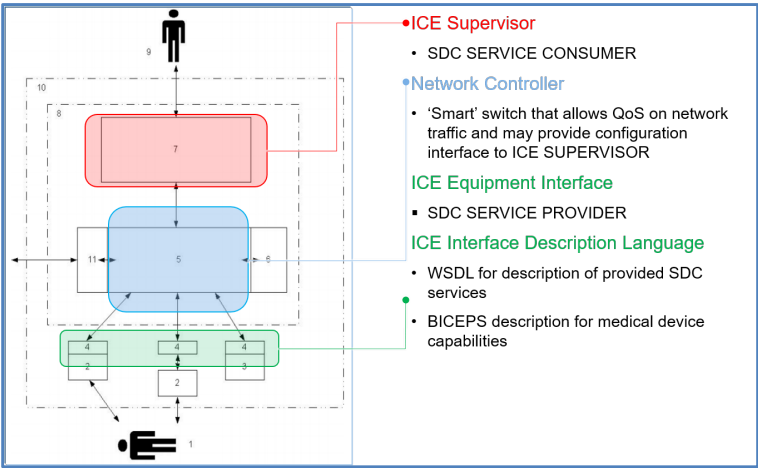 9
10
8
7
11
5
6
4
4
4
2
3
2
1
ICE Supervisor
• SDC SERVICE CONSUMER
Network Controller
• ‘Smart’ switch that allows QoS on network
traffic and may provide configuration
interface to ICE SUPERVISOR
ICE Equipment Interface
▪ SDC SERVICE PROVIDER
ICE Interface Description Language
• WSDL for description of provided SDC
services
• BICEPS description for medical device
capabilities